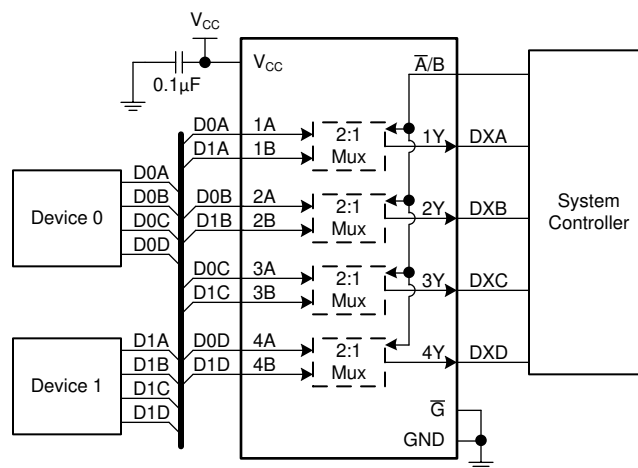 VCC
0.1µF
VCC
A/B
D0A 1A
D1A 1B
2:1
Mux
1Y DXA
D0B 2A
D1B 2B
2:1
Mux
2Y DXB
D0C 3A
D1C 3B
2:1
Mux
3Y DXC
D0D 4A
D1D 4B
2:1
Mux
4Y DXD
G
GND
Device 0
D0A
D0B
D0C
D0D
Device 1
D1A
D1B
D1C
D1D
System
Controller